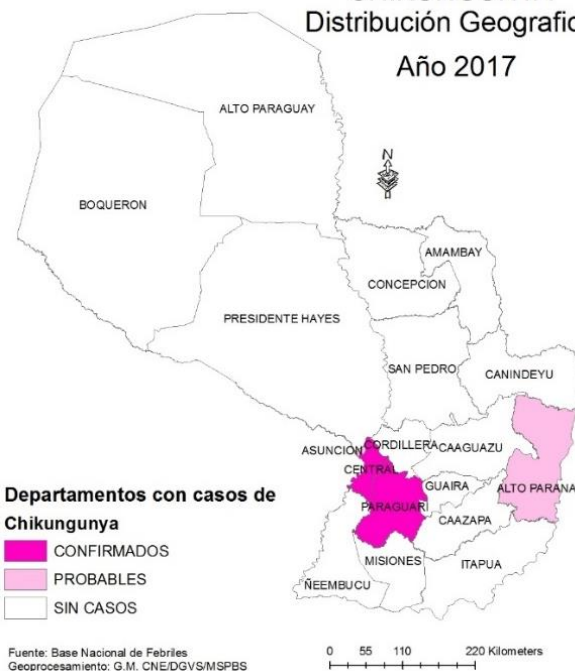 Distribución Geografic
Año 2017
N
ALTO PARAGUAY
BOQUERON
AMAMBAY
CONCEPCION
PRESIDENTE HAYES
SAN PEDRO
CANINDEYU
ASUNCION
CORDILLERA
CAAGUAZU
CENTRAL
GUAIRA
ALTO PARANA
PARAGUARI
CAAZAPA
MISIONES
ITAPUA
ÑEEMBUCU
Departamentos con casos de
Chikungunya
CONFIRMADOS
PROBABLES
SIN CASOS
Fuente: Base Nacional de Febriles
Geoprocesamiento: G.M. CNE/DGVS/MSPBS
0 55 110 220 Kilometers